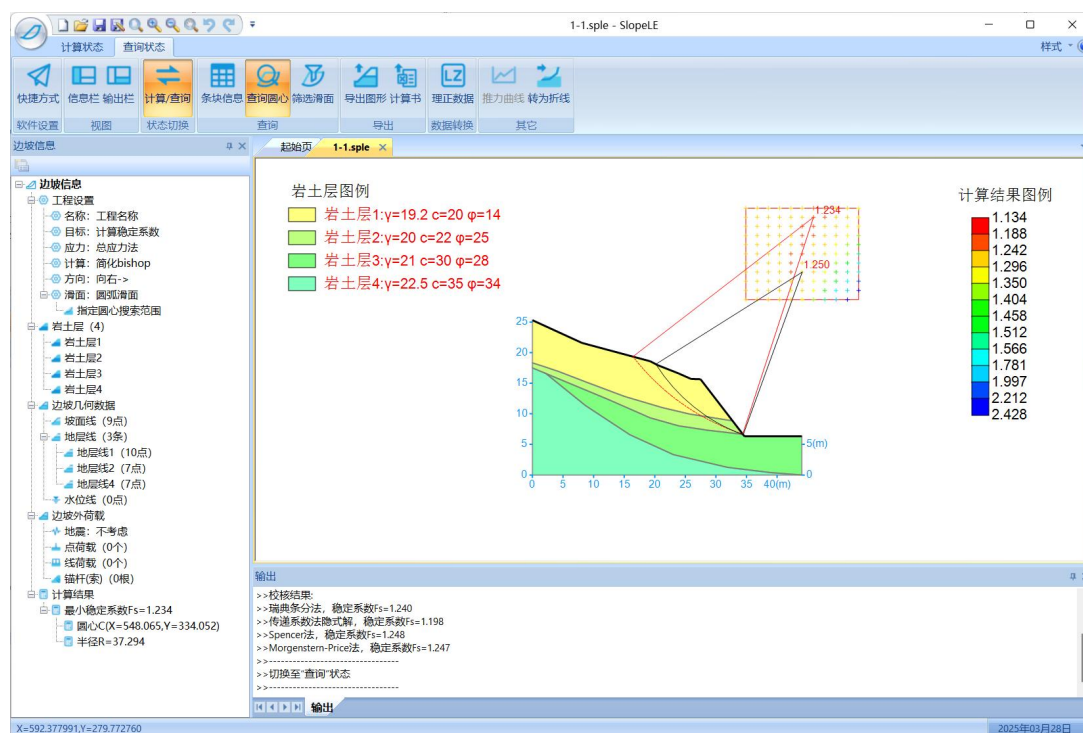 1-1.sple - SlopeLE
计算状态 查询状态 样式
快捷方式 信息栏 输出栏 计算/查询 条块信息 查询圆心 筛选滑面 导出图形 计算书 理正数据 推力曲线 转为折线
软件设置 视图 状态切换 查询 导出 数据转换 其它
边坡信息
起始页 1-1.sple
边坡信息
工程设置
名称：工程名称
目标：计算稳定系数
应力：总应力法
计算：简化bishop
方向：向右->
滑面：圆弧滑面
指定圆心搜索范围
岩土层 (4)
岩土层1
岩土层2
岩土层3
岩土层4
边坡几何数据
坡面线 (9点)
地层线 (3条)
地层线1 (10点)
地层线2 (7点)
地层线4 (7点)
水位线 (0点)
边坡外荷载
地震：不考虑
点荷载 (0个)
线荷载 (0个)
锚杆(索) (0根)
计算结果
最小稳定系数Fs=1.234
圆心C(X=548.065,Y=334.052)
半径R=37.294
岩土层图例
岩土层1:γ=19.2 c=20 φ=14
岩土层2:γ=20 c=22 φ=25
岩土层3:γ=21 c=30 φ=28
岩土层4:γ=22.5 c=35 φ=34
1.234
1.250
25
20
15
10
5
0
5(m)
0
0 5 10 15 20 25 30 35 40(m)
计算结果图例
1.134
1.188
1.242
1.296
1.350
1.404
1.458
1.512
1.566
1.781
1.997
2.212
2.428
输出
>>校核结果:
>>瑞典条分法，稳定系数Fs=1.240
>>传递系数法隐式解，稳定系数Fs=1.198
>>Spencer法，稳定系数Fs=1.248
>>Morgenstern-Price法，稳定系数Fs=1.247
>>--------------------------------
>>切换至"查询"状态
>>--------------------------------
输出
X=592.377991,Y=279.772760 2025年03月28日